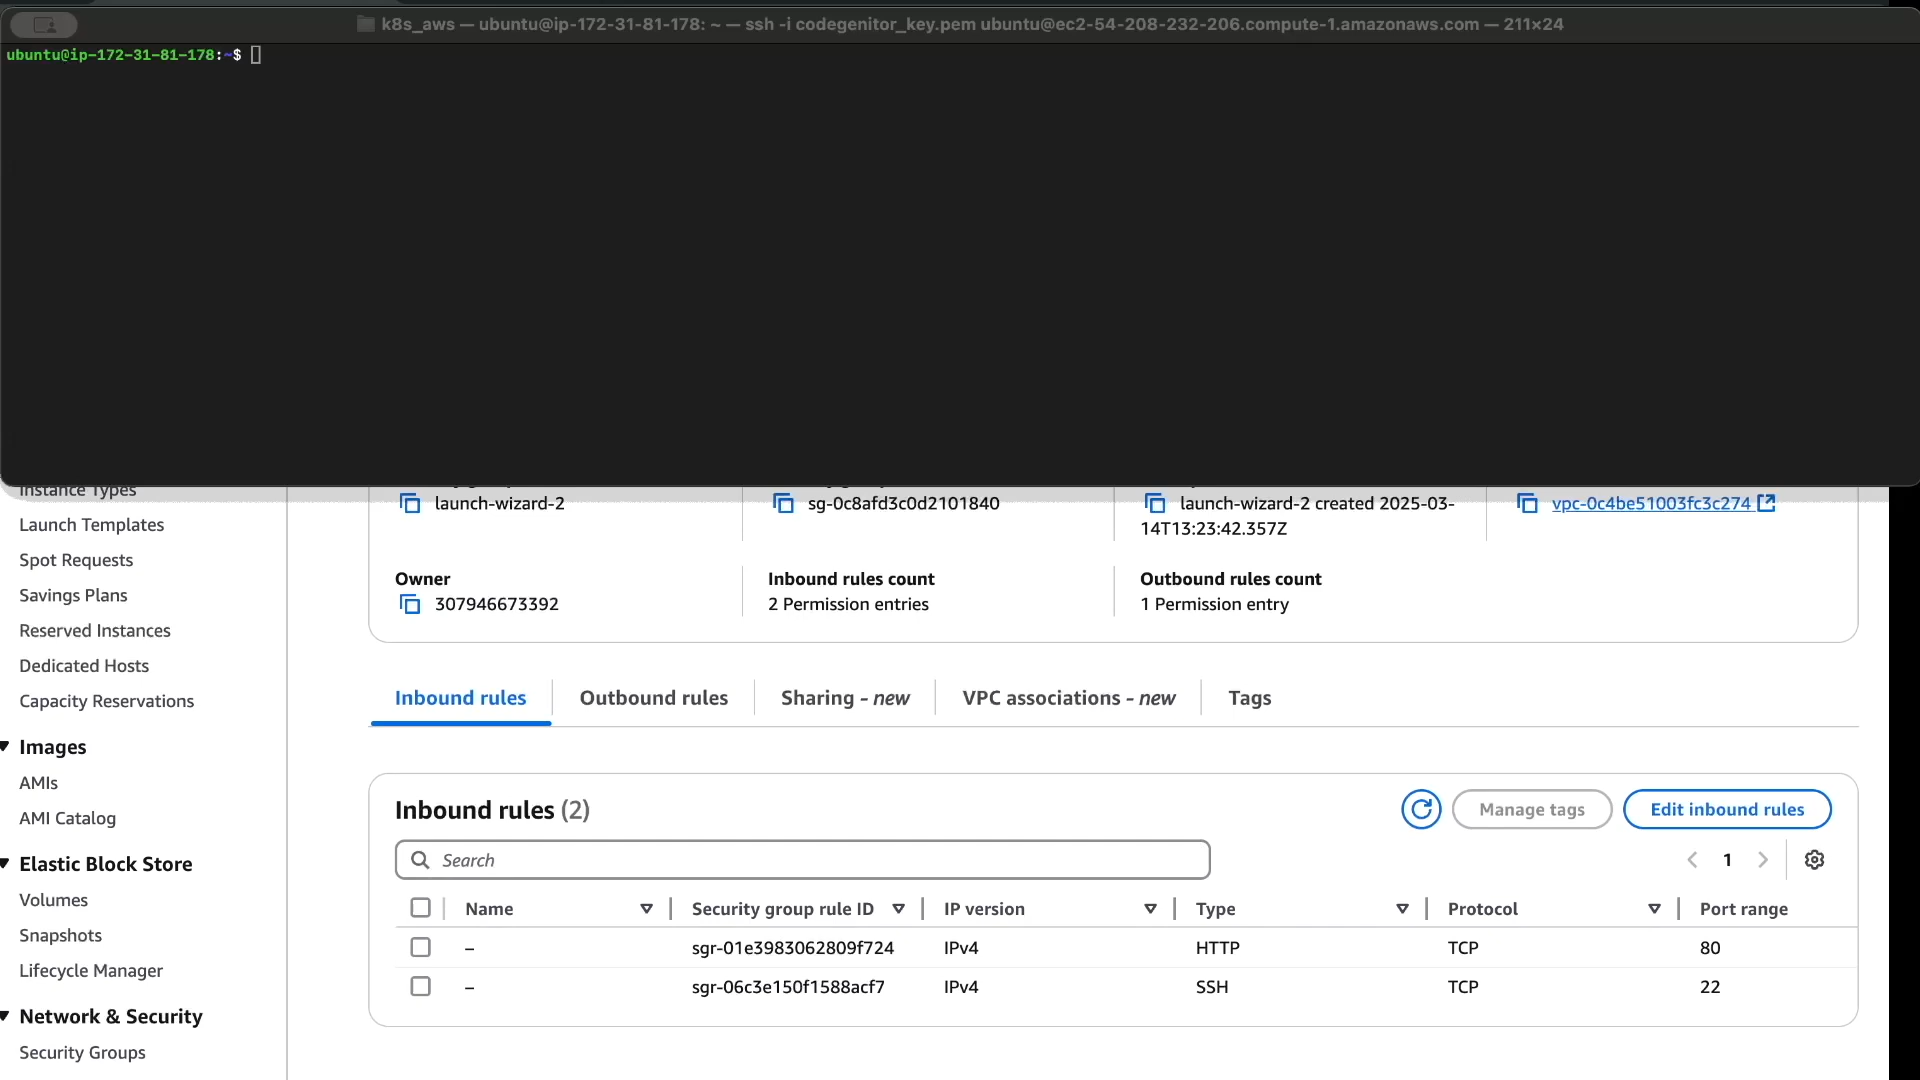 k8s_aws — ubuntu@ip-172-31-81-178: ~ — ssh -i codegenitor_key.pem ubuntu@ec2-54-208-232-206.compute-1.amazonaws.com — 211×24
ubuntu@ip-172-31-81-178:~$
Instance Types
Launch Templates
Spot Requests
Savings Plans
Reserved Instances
Dedicated Hosts
Capacity Reservations
Images
AMIs
AMI Catalog
Elastic Block Store
Volumes
Snapshots
Lifecycle Manager
Network & Security
Security Groups
launch-wizard-2
sg-0c8afd3c0d2101840
launch-wizard-2 created 2025-03-
14T13:23:42.357Z
vpc-0c4be51003fc3c274
Owner
307946673392
Inbound rules count
2 Permission entries
Outbound rules count
1 Permission entry
Inbound rules
Outbound rules
Sharing - new
VPC associations - new
Tags
Inbound rules (2)
Manage tags
Edit inbound rules
Search
1
Name Security group rule ID IP version Type Protocol Port range
– sgr-01e3983062809f724 IPv4 HTTP TCP 80
– sgr-06c3e150f1588acf7 IPv4 SSH TCP 22